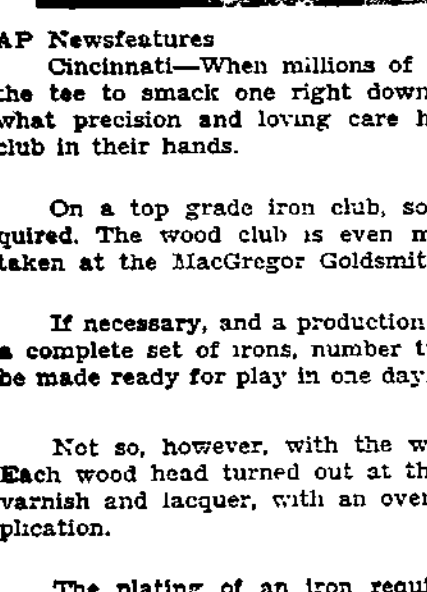 AP Newsfeatures
Cincinnati—When millions of
the tee to smack one right down
what precision and loving care h
club in their hands.
On a top grade iron club, so
quired. The wood club is even m
taken at the MacGregor Goldsmit
If necessary, and a production
a complete set of irons, number t
be made ready for play in one day
Not so, however, with the w
Each wood head turned out at th
varnish and lacquer, with an over
plication.
The plating of an iron requi